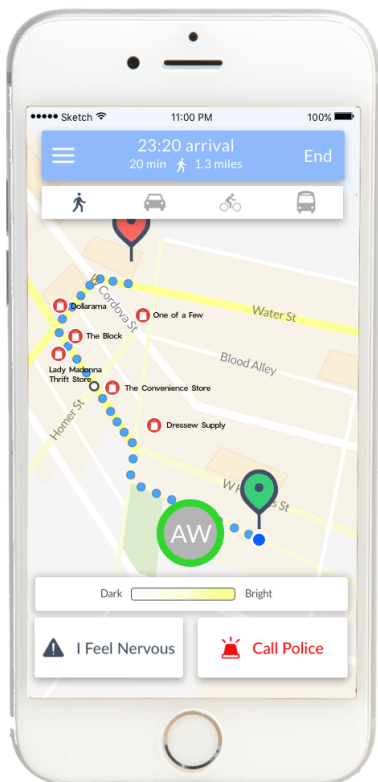 Sketch 11:00 PM 100%
23:20 arrival
20 min 1.3 miles
End
Cordova St
Dollarama
One of a Few
Water St
The Block
Blood Alley
Lady Madonna
Thrift Store
The Convenience Store
Homer St
Dressew Supply
AW
Dark Bright
I Feel Nervous
Call Police